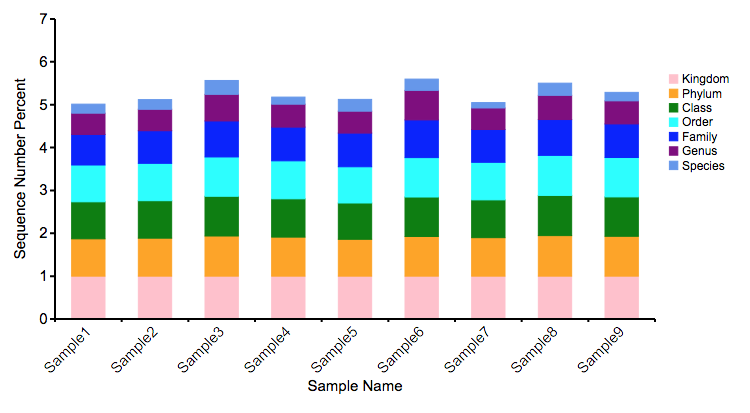 7
6
5
4
3
2
1
0
Sequence Number Percent
Kingdom
Phylum
Class
Order
Family
Genus
Species
Sample1
Sample2
Sample3
Sample4
Sample5
Sample6
Sample7
Sample8
Sample9
Sample Name